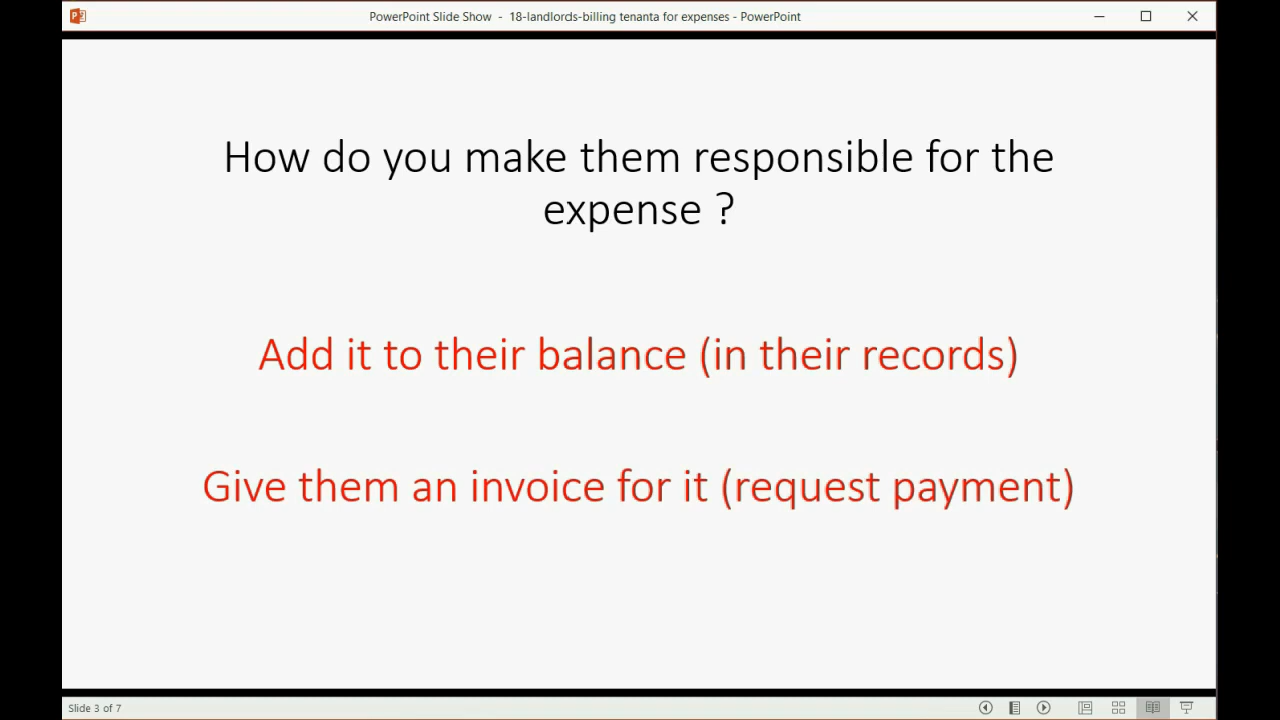 PowerPoint Slide Show - 18-landlords-billing tenanta for expenses - PowerPoint
How do you make them responsible for the
expense ?
Add it to their balance (in their records)
Give them an invoice for it (request payment)
Slide 3 of 7